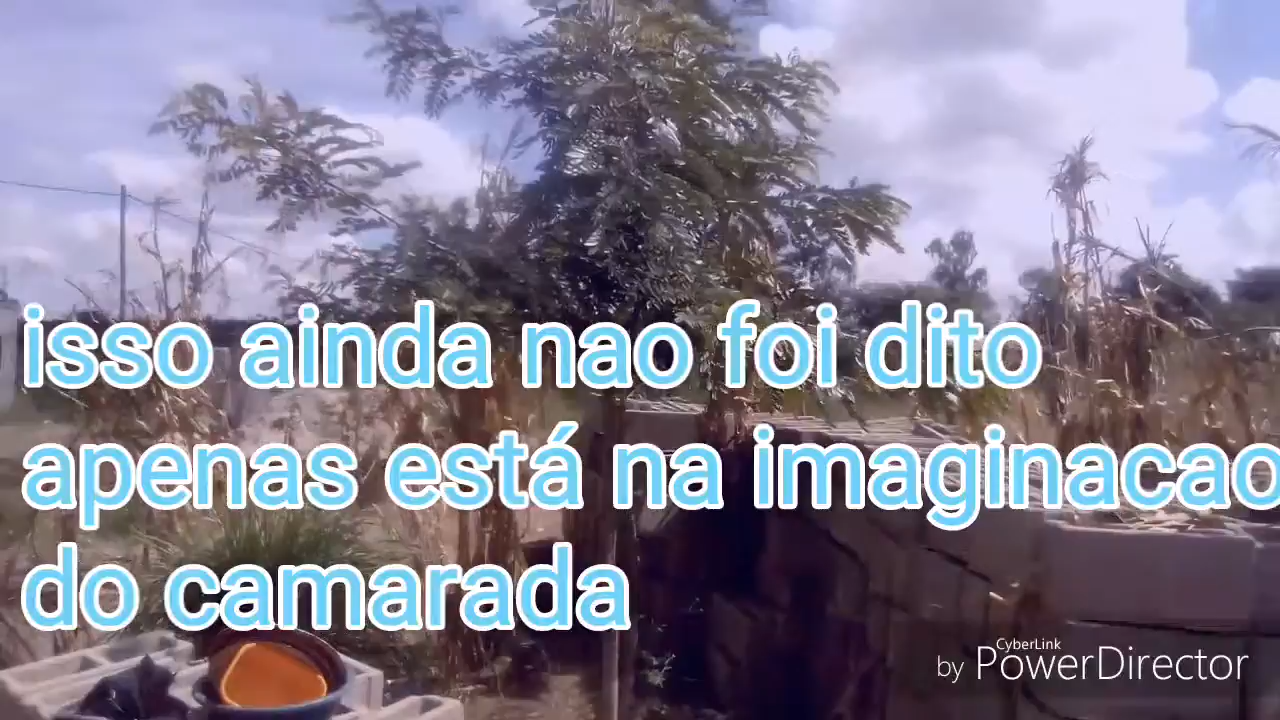 isso ainda nao foi dito
apenas está na imaginacao
do camarada
CyberLink
by PowerDirector